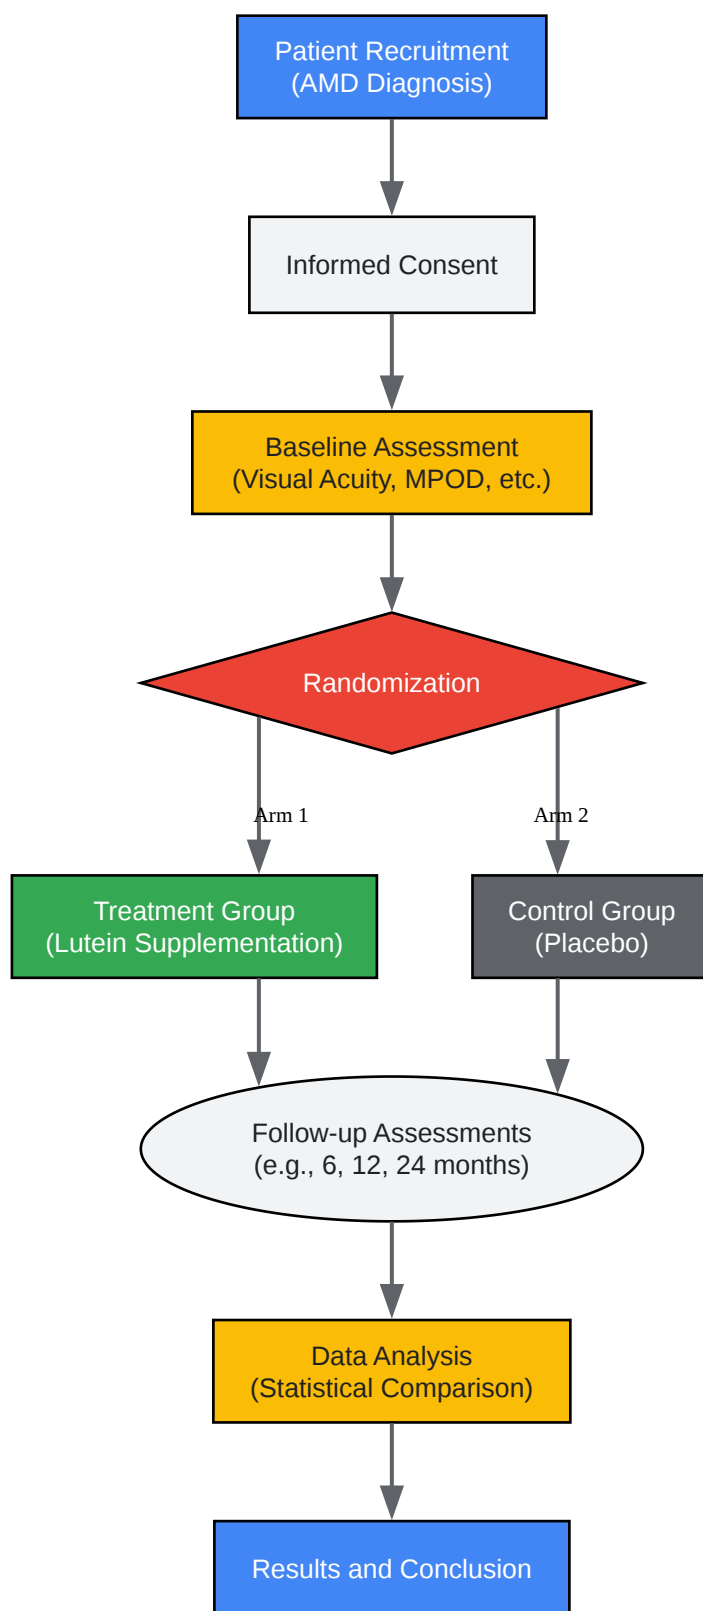 Patient Recruitment
(AMD Diagnosis)
Informed Consent
Baseline Assessment
(Visual Acuity, MPOD, etc.)
Randomization
Arm 1
Arm 2
Treatment Group
(Lutein Supplementation)
Control Group
(Placebo)
Follow-up Assessments
(e.g., 6, 12, 24 months)
Data Analysis
(Statistical Comparison)
Results and Conclusion